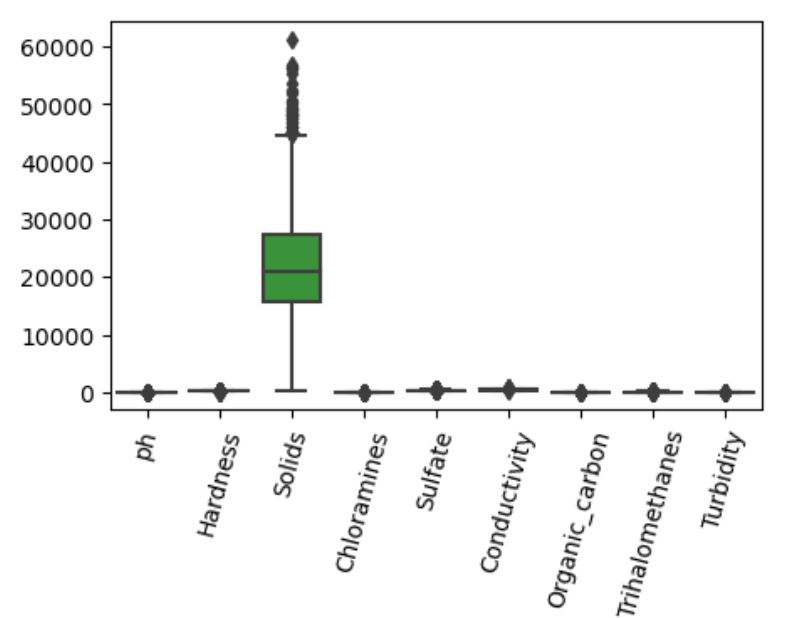 60000
50000
40000
30000
20000
10000
0
ph
Hardness
Solids
Chloramines
Sulfate
Conductivity
Organic_carbon
Trihalomethanes
Turbidity